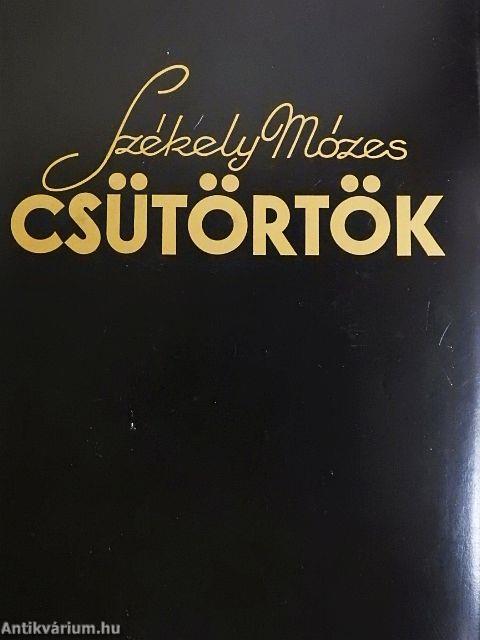 Székely Mózes
CSÜTÖRTÖK
Antikvárium.hu